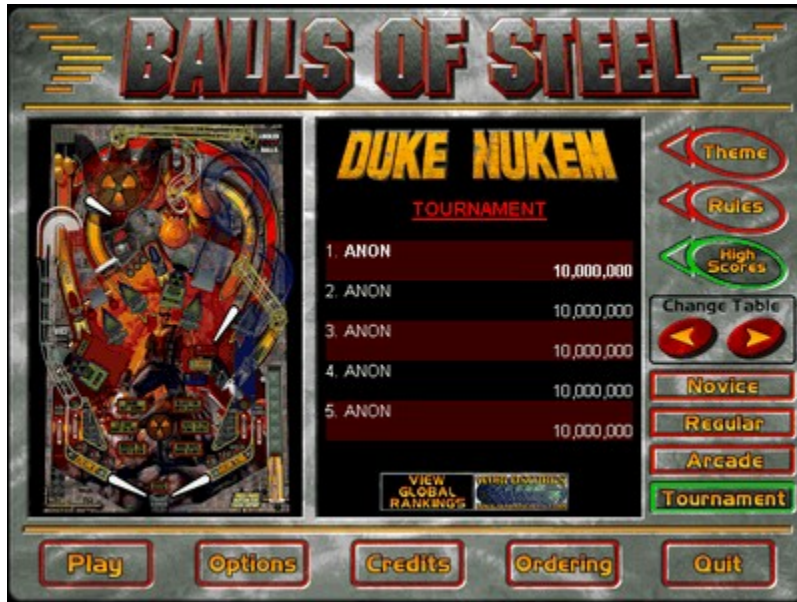 BALLS OF STEEL
DUKE NUKEM
TOURNAMENT
1. ANON
10,000,000
2. ANON
10,000,000
3. ANON
10,000,000
4. ANON
10,000,000
5. ANON
10,000,000
VIEW
GLOBAL
RANKINGS
Theme
Rules
High
Scores
Change Table
Novice
Regular
Arcade
Tournament
Play
Options
Credits
Ordering
Quit